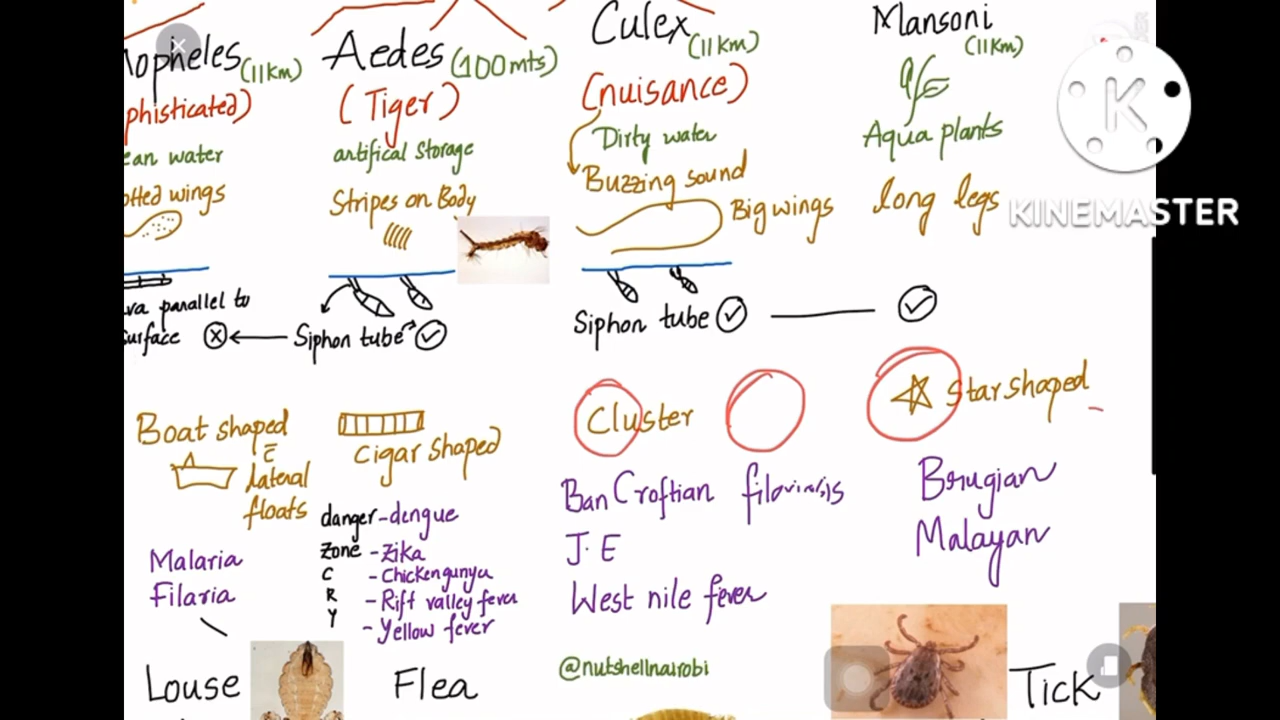 nopheles (11km)
phisticated)
ean water
otted wings
va parallel to
surface
Boat shaped
c̄ lateral
floats
Malaria
Filaria
Louse
Aedes (100mts)
(Tiger)
artifical Storage
Stripes on Body
Siphon tube
Cigar shaped
danger - dengue
Zone - Zika
C - Chickengunya
R - Rift valley fever
Y - Yellow fever
Flea
Culex (11km)
(nuisance)
Dirty water
Buzzing sound
Big wings
Siphon tube
Cluster
BanCroftian
J.E
West nile fever
@nutshellnairobi
Mansoni
(11km)
Aqua plants
long legs
Star shaped
Brugian
Malayan
Tick
K
KINEMASTER